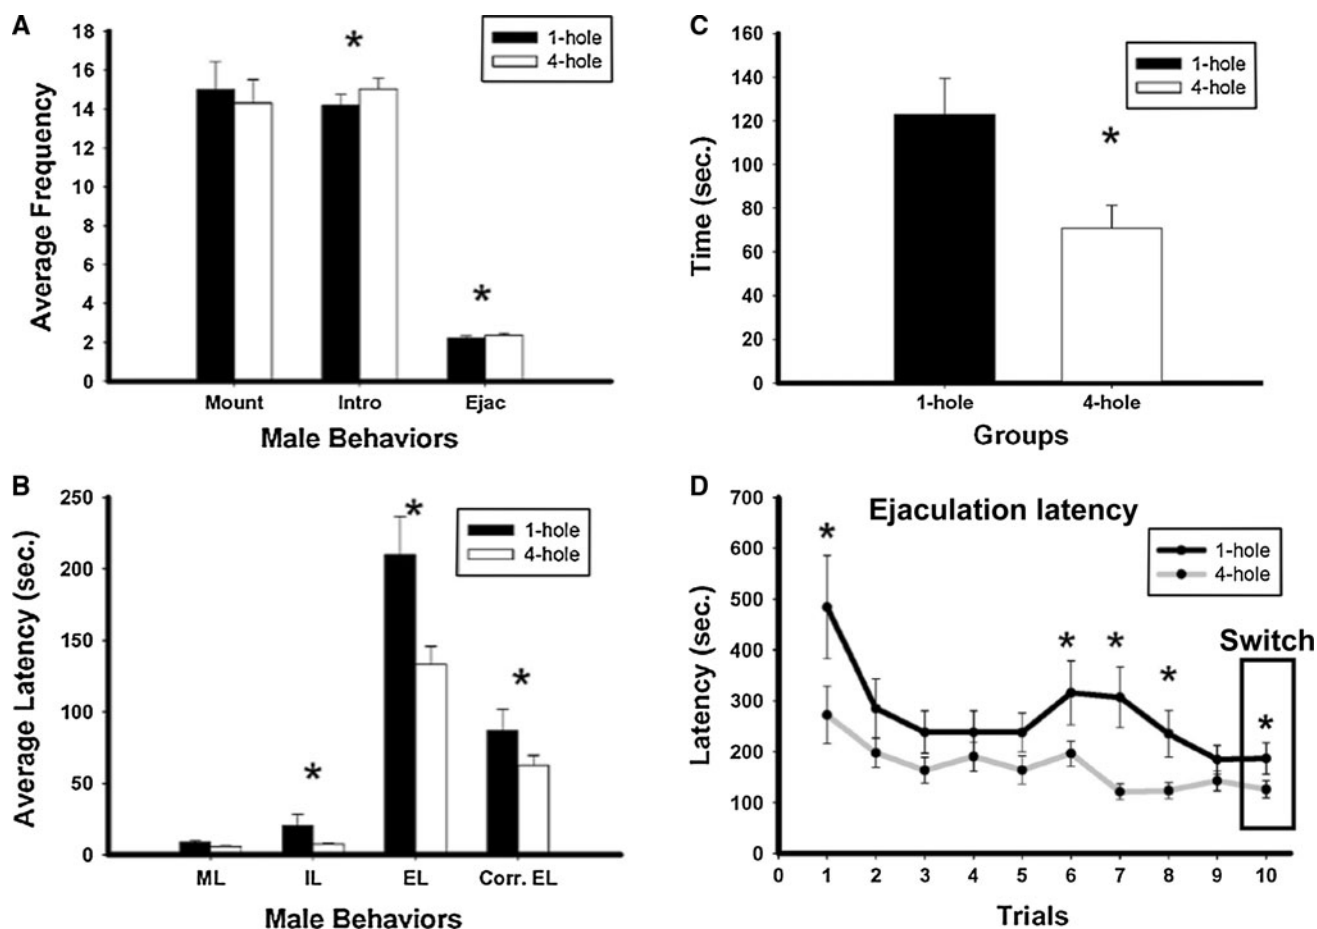 A
18
16
14
12
10
8
6
4
2
0
Average Frequency
*
*
1-hole
4-hole
Mount Intro Ejac
Male Behaviors
B
250
200
150
100
50
0
Average Latency (sec.)
*
*
*
*
1-hole
4-hole
ML IL EL Corr. EL
Male Behaviors
C
160
140
120
100
80
60
40
20
0
Time (sec.)
1-hole
4-hole
*
1-hole 4-hole
Groups
D
700
600
500
400
300
200
100
0
Latency (sec.)
Ejaculation latency
1-hole
4-hole
*
* * *
Switch
*
0 1 2 3 4 5 6 7 8 9 10
Trials